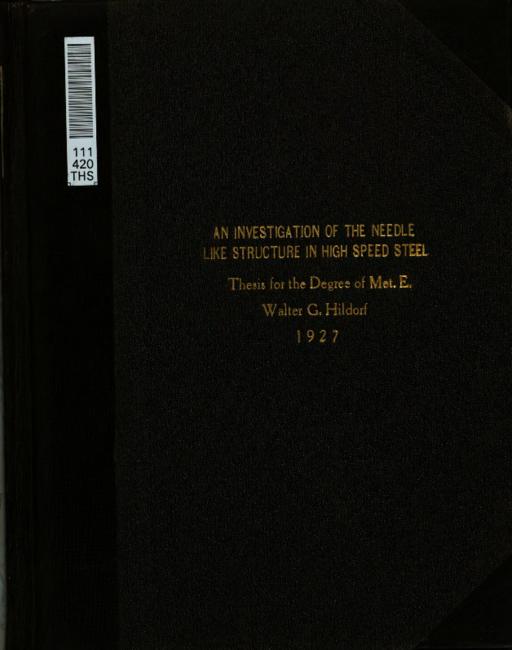 111
420
THS
AN INVESTIGATION OF THE NEEDLE
LIKE STRUCTURE IN HIGH SPEED STEEL
Thesis for the Degree of Met. E.
Walter G. Hildorf
1927